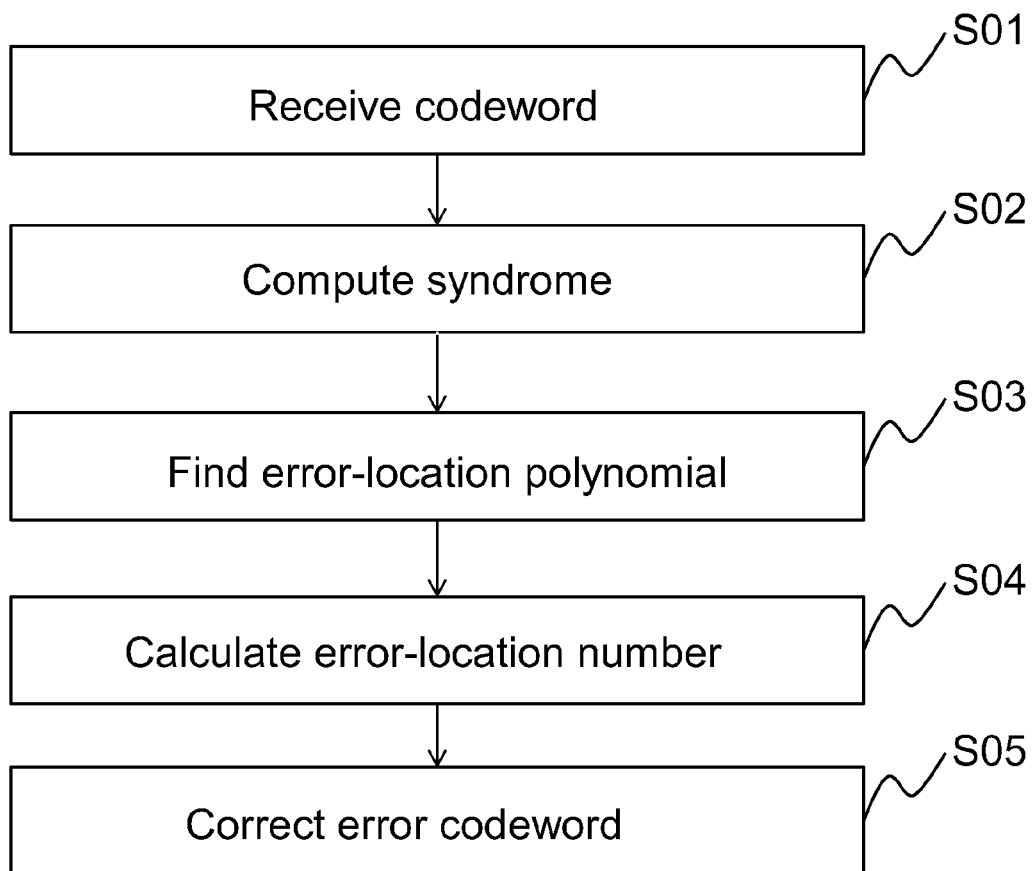 S01
Receive codeword
S02
Compute syndrome
S03
Find error-location polynomial
S04
Calculate error-location number
S05
Correct error codeword